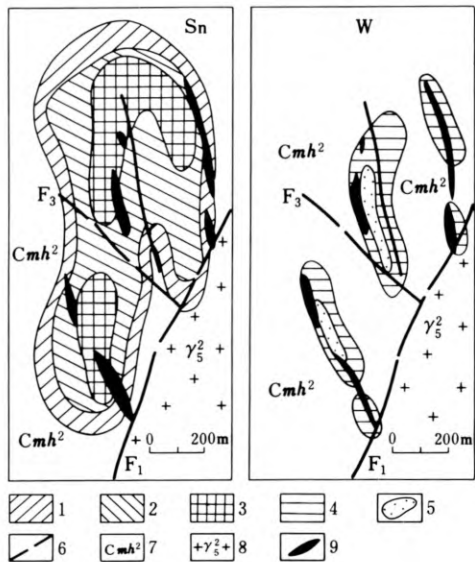 Sn
F₃
Cmh²
Cmh²
γ₅²
+
0 200m
F₁
W
Cmh²
Cmh²
F₃
γ₅²
Cmh²
0 200m
F₁
1 2 3 4 5
6 Cmh² 7 +γ₅²+ 8 9